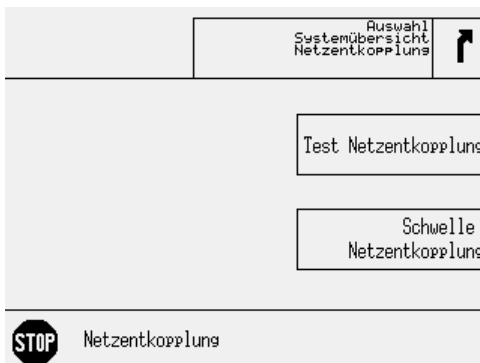 Auswahl
Systemübersicht
Netzentkopplung
Test Netzentkopplung
Schwelle
Netzentkopplung
STOP
Netzentkopplung